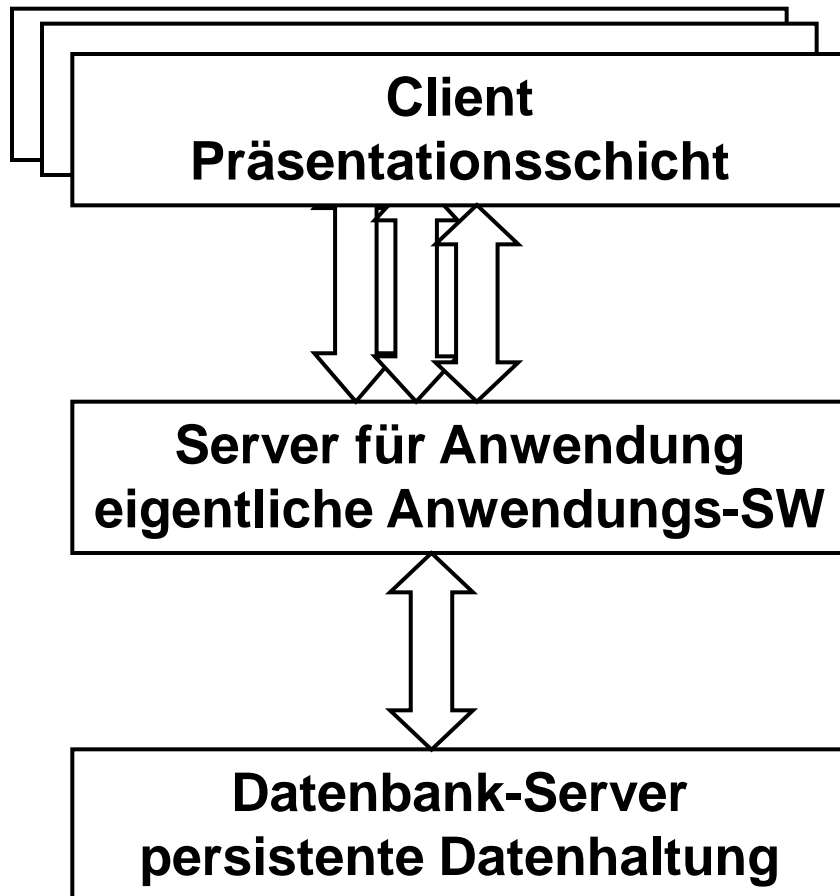 Client
Präsentationsschicht
Server für Anwendung
eigentliche Anwendungs-SW
Datenbank-Server
persistente Datenhaltung